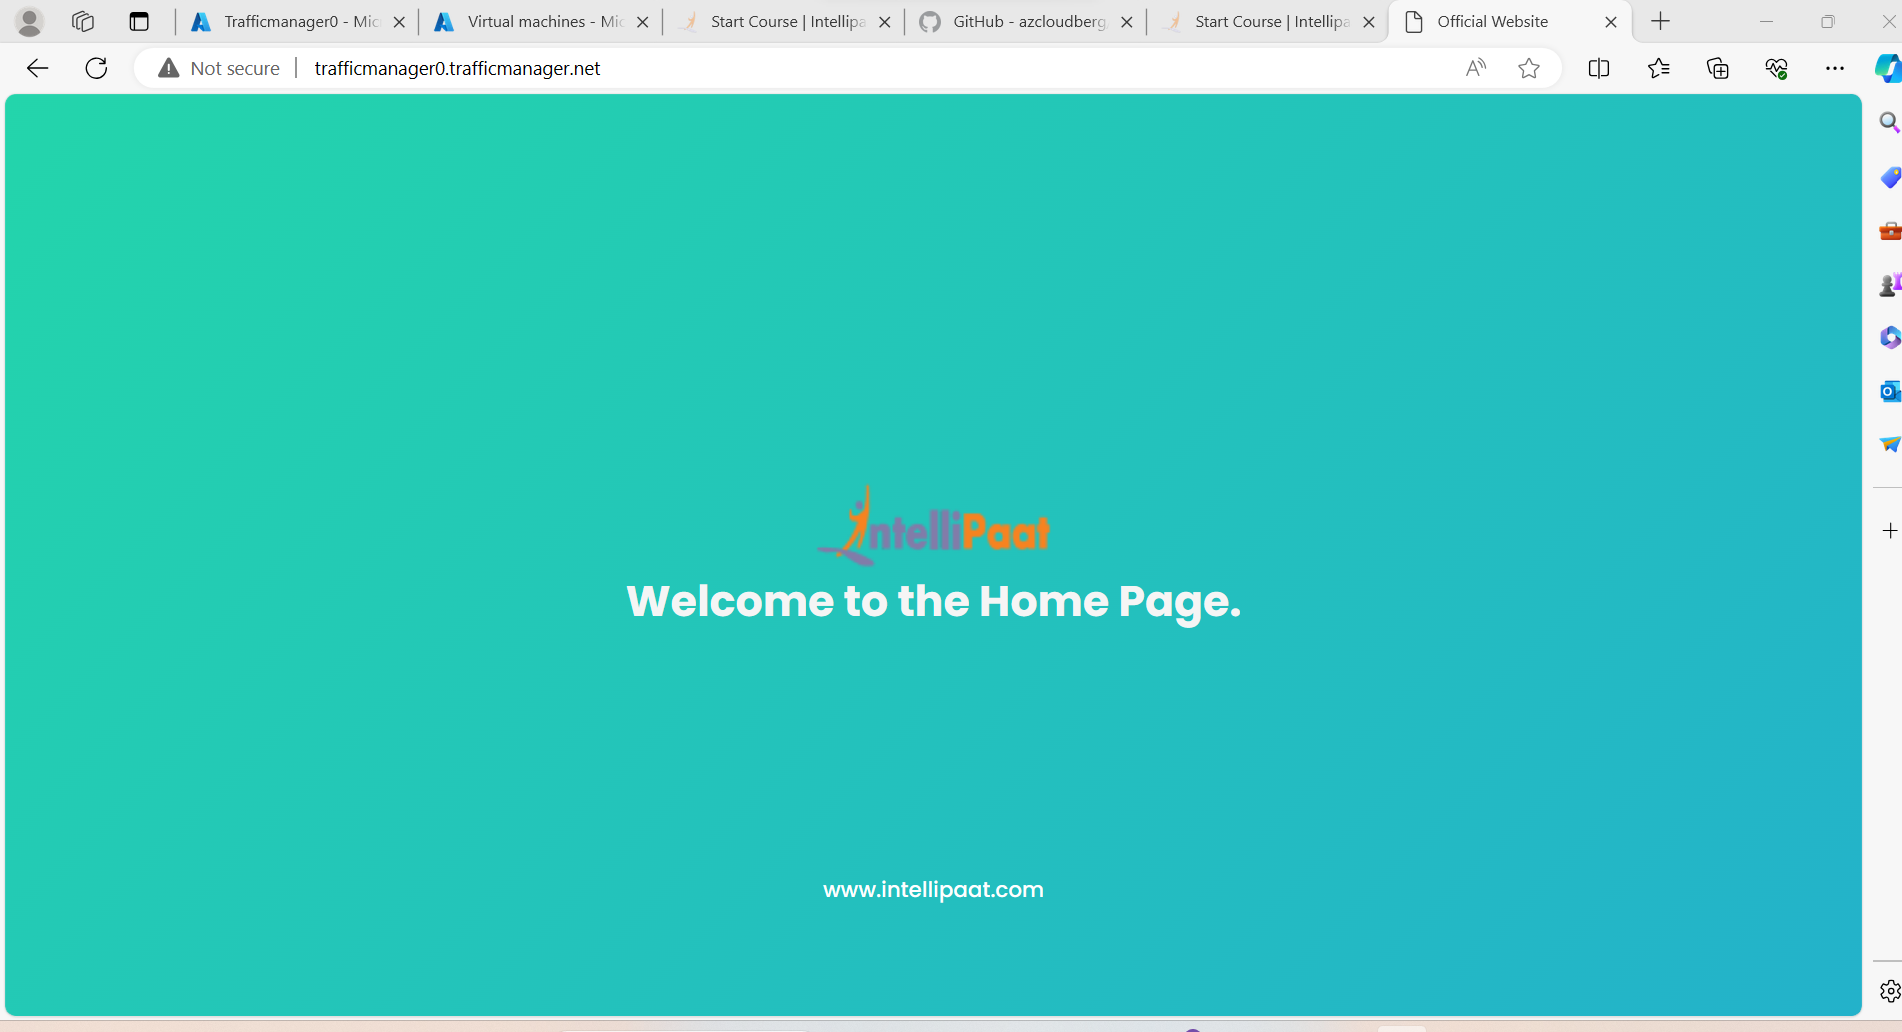 Trafficmanager0 - Mic
Virtual machines - Mic
Start Course | Intellipa
GitHub - azcloudberg
Start Course | Intellipa
Official Website
Not secure
trafficmanager0.trafficmanager.net
IntelliPaat
Welcome to the Home Page.
www.intellipaat.com